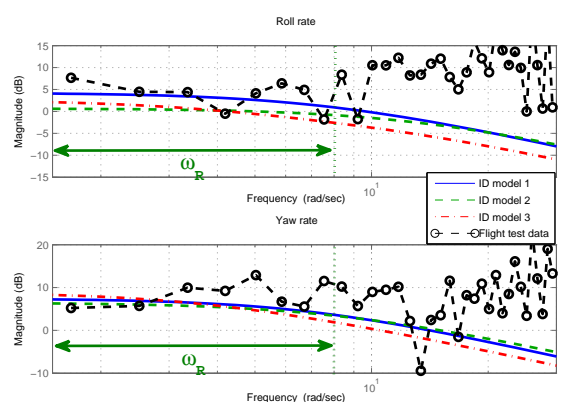 Roll rate
15
10
5
0
−5
−10
−15
Magnitude (dB)
ω_R
10^1
Frequency (rad/sec)
ID model 1
ID model 2
ID model 3
Flight test data
Yaw rate
20
10
0
−10
Magnitude (dB)
ω_R
10^1
Frequency (rad/sec)